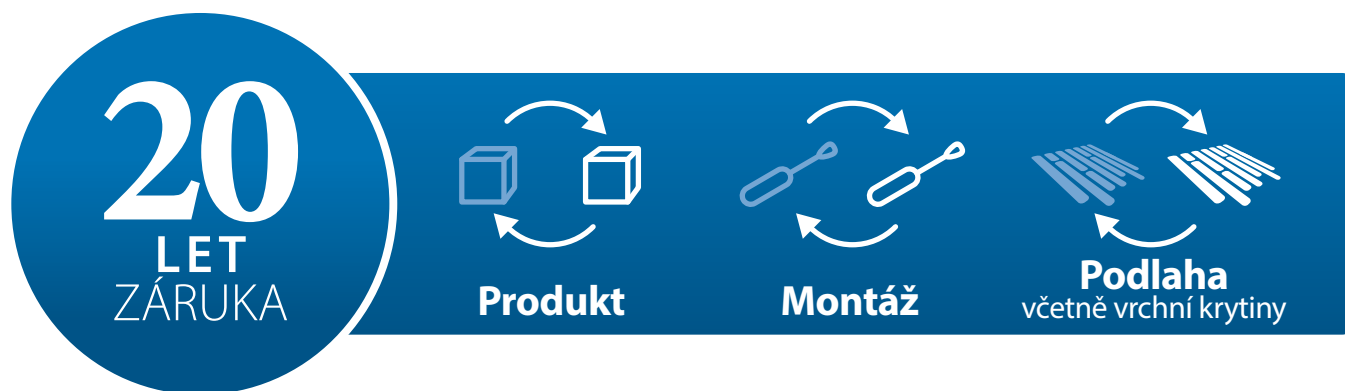 20
LET
ZÁRUKA
Produkt
Montáž
Podlaha
včetně vrchní krytiny